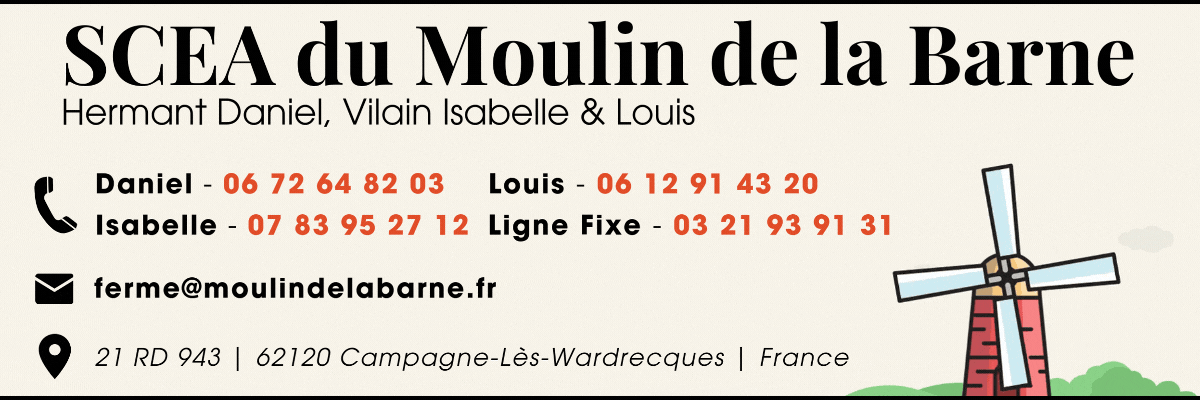 SCEA du Moulin de la Barne
Hermant Daniel, Vilain Isabelle & Louis
Daniel - 06 72 64 82 03 Louis - 06 12 91 43 20
Isabelle - 07 83 95 27 12 Ligne Fixe - 03 21 93 91 31
ferme@moulindelabarne.fr
21 RD 943 | 62120 Campagne-Lès-Wardrecques | France